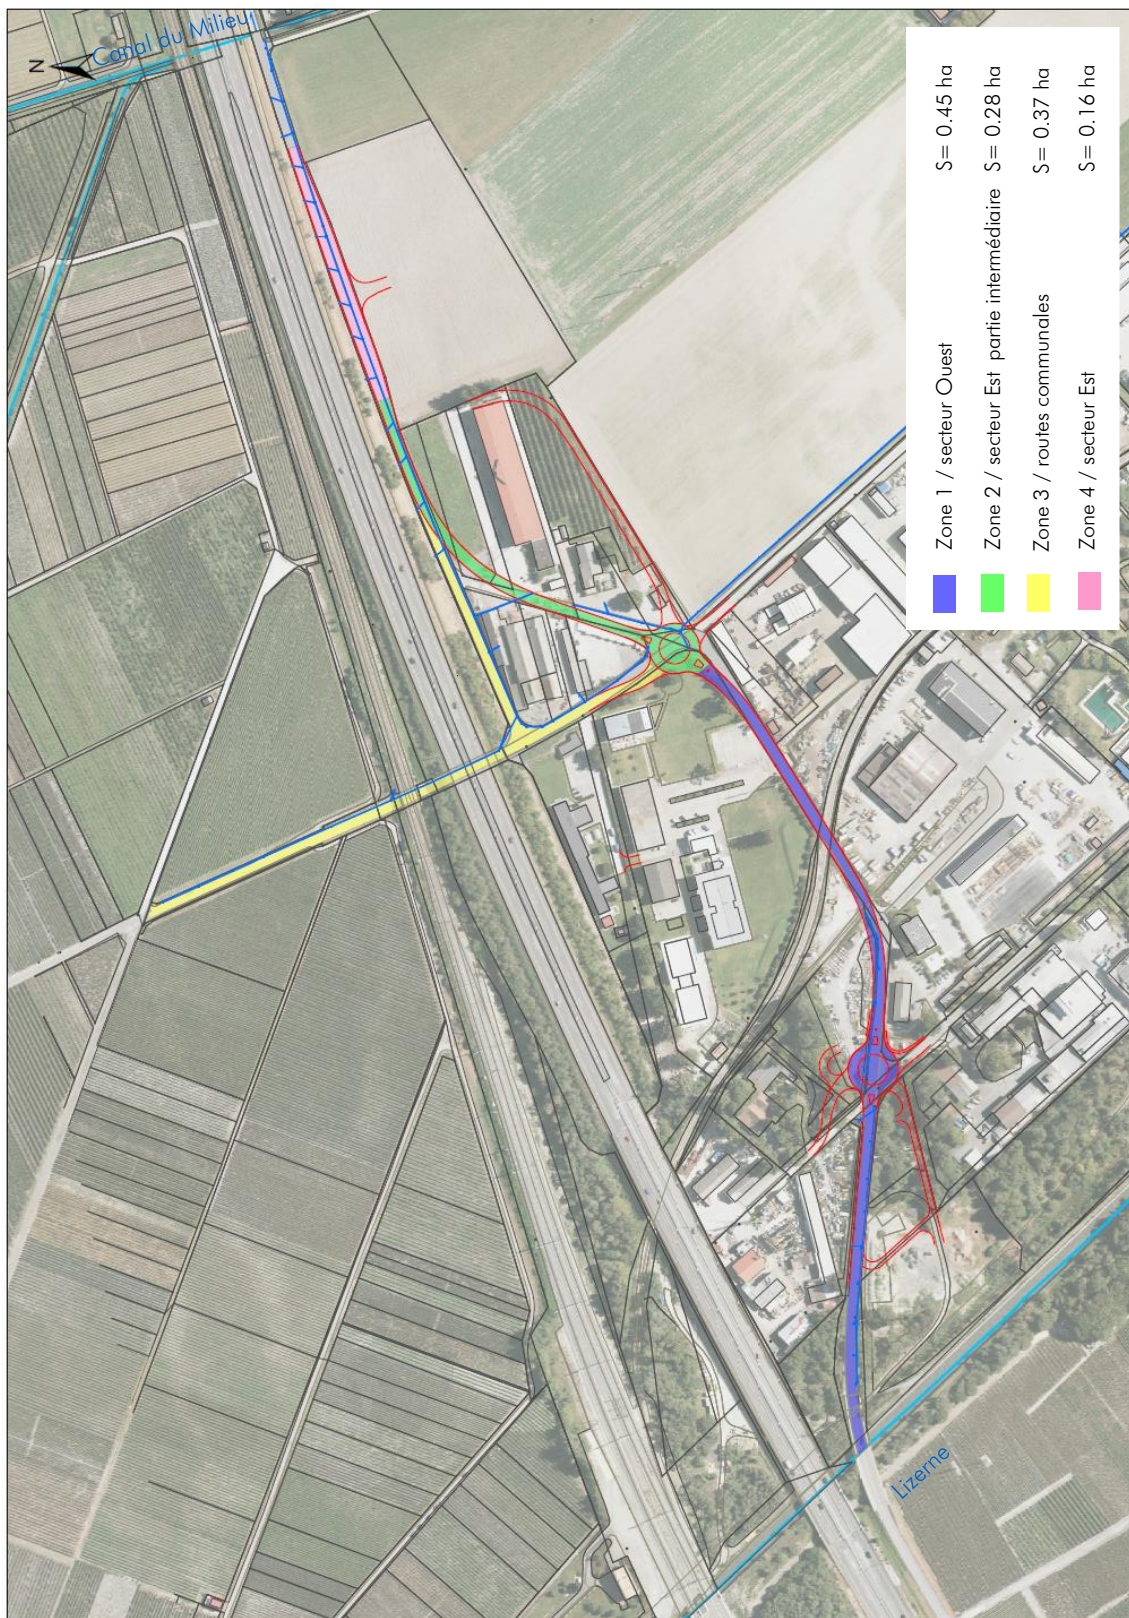 Canal du Milieu
N
Zone 1 / secteur Ouest S= 0.45 ha
Zone 2 / secteur Est partie intermédiaire S= 0.28 ha
Zone 3 / routes communales S= 0.37 ha
Zone 4 / secteur Est S= 0.16 ha
Lizerne